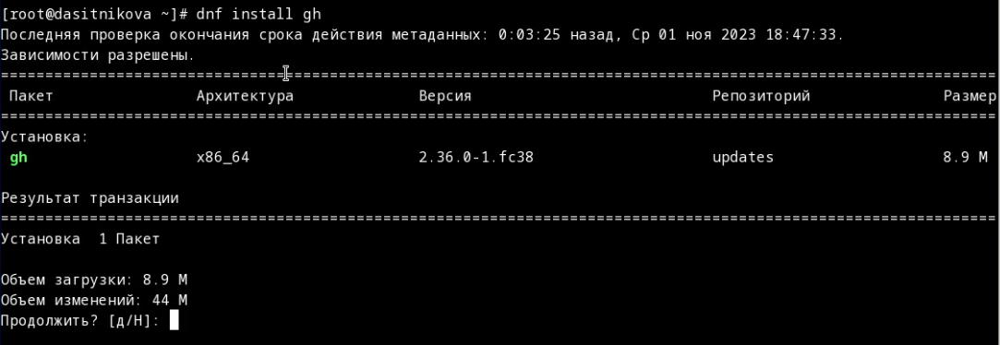 [root@dasitnikova ~]# dnf install gh
Последняя проверка окончания срока действия метаданных: 0:03:25 назад, Ср 01 ноя 2023 18:47:33.
Зависимости разрешены.
================================================================================================================
Пакет Архитектура Версия Репозиторий Размер
================================================================================================================
Установка:
gh x86_64 2.36.0-1.fc38 updates 8.9 M
Результат транзакции
================================================================================================================
Установка  1 Пакет
Объем загрузки: 8.9 M
Объем изменений: 44 M
Продолжить? [д/Н]: